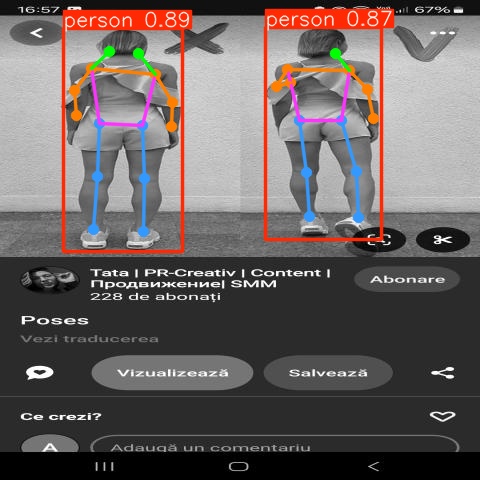 16:57
67%
person 0.89
person 0.87
Tata | PR-Creativ | Content |
Продвижение| SMM
228 de abonați
Abonare
Poses
Vezi traducerea
Vizualizează
Salvează
Ce crezi?
A
Adaugă un comentariu